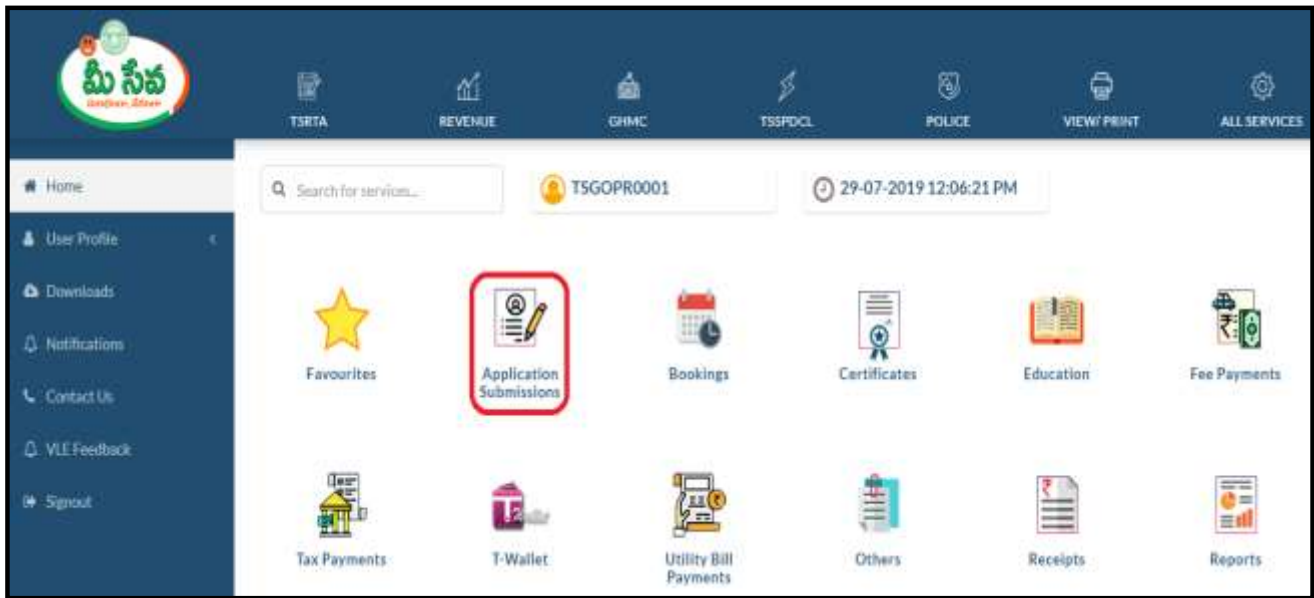 మీ సేవ
TSRTA
REVENUE
GHMC
TSSPDCL
POLICE
VIEW/ PRINT
ALL SERVICES
Home
User Profile
Downloads
Notifications
Contact Us
VLE Feedback
Signout
Search for services...
TSGOPR0001
29-07-2019 12:06:21 PM
Favourites
Application
Submissions
Bookings
Certificates
Education
Fee Payments
Tax Payments
T-Wallet
Utility Bill
Payments
Others
Receipts
Reports